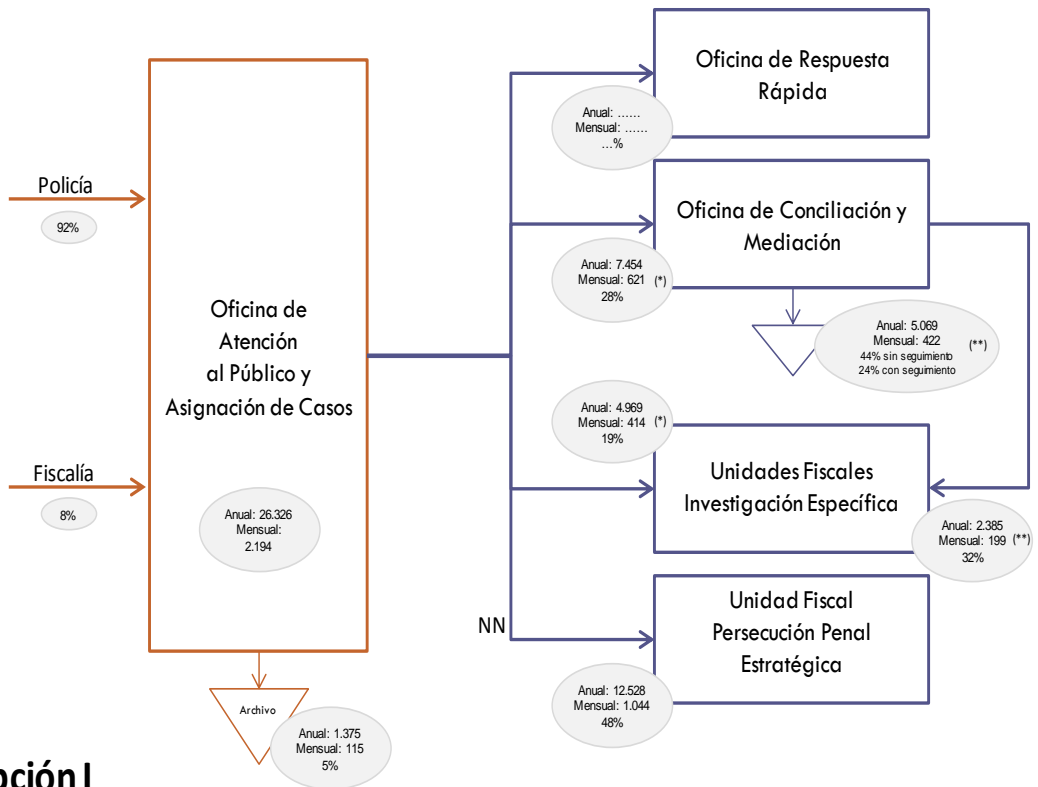 Policía
92%
Fiscalía
8%
Oficina de
Atención
al Público y
Asignación de Casos
Anual: 26.326
Mensual:
2.194
Archivo
Anual: 1.375
Mensual: 115
5%
Oficina de Respuesta
Rápida
Anual: ......
Mensual: ......
...%
Oficina de Conciliación y
Mediación
Anual: 7.454
Mensual: 621 (*)
28%
Anual: 5.069
Mensual: 422 (**)
44% sin seguimiento
24% con seguimiento
Anual: 4.969
Mensual: 414 (*)
19%
Unidades Fiscales
Investigación Específica
Anual: 2.385
Mensual: 199 (**)
32%
NN
Unidad Fiscal
Persecución Penal
Estratégica
Anual: 12.528
Mensual: 1.044
48%